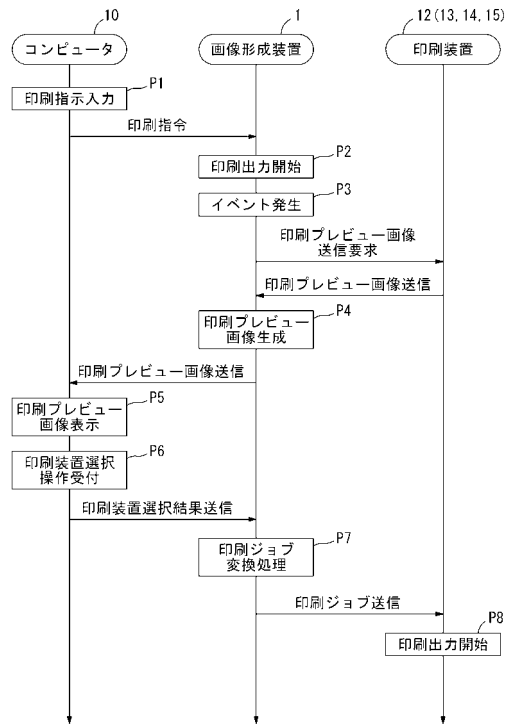 10
1
12(13, 14, 15)
コンピュータ
画像形成装置
印刷装置
P1
印刷指示入力
印刷指令
P2
印刷出力開始
P3
イベント発生
印刷プレビュー画像
送信要求
印刷プレビュー画像送信
P4
印刷プレビュー
画像生成
印刷プレビュー画像送信
P5
印刷プレビュー
画像表示
P6
印刷装置選択
操作受付
印刷装置選択結果送信
P7
印刷ジョブ
変換処理
印刷ジョブ送信
P8
印刷出力開始